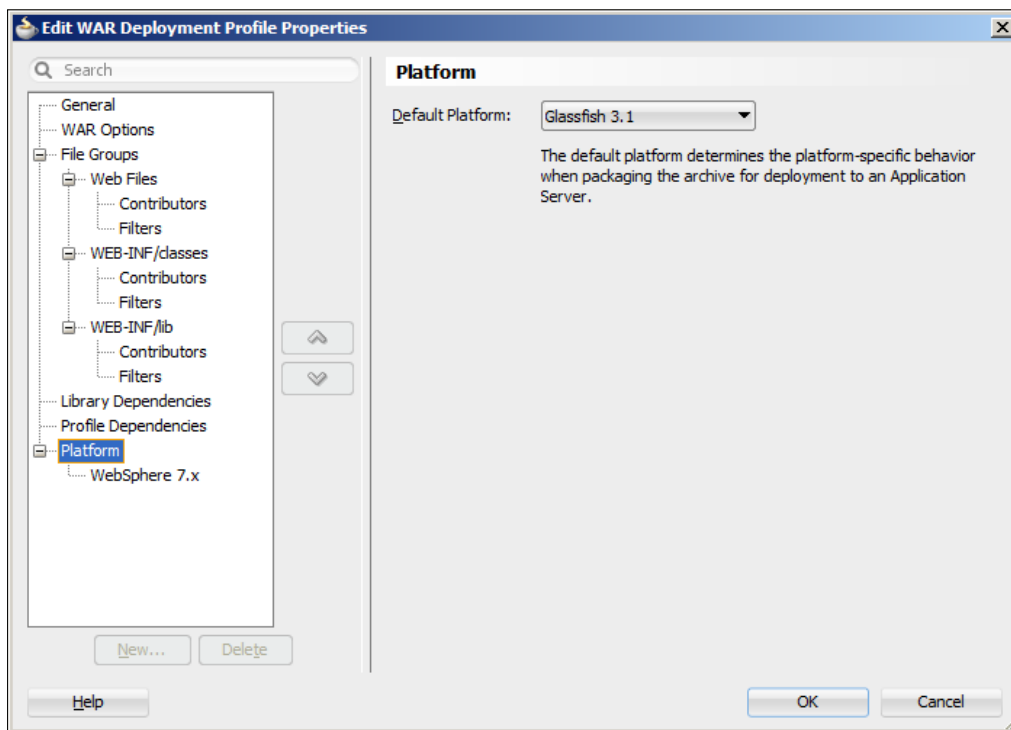 Edit WAR Deployment Profile Properties
Search
General
WAR Options
File Groups
Web Files
Contributors
Filters
WEB-INF/classes
Contributors
Filters
WEB-INF/lib
Contributors
Filters
Library Dependencies
Profile Dependencies
Platform
WebSphere 7.x
New...
Delete
Platform
Default Platform:
Glassfish 3.1
The default platform determines the platform-specific behavior
when packaging the archive for deployment to an Application
Server.
Help
OK
Cancel